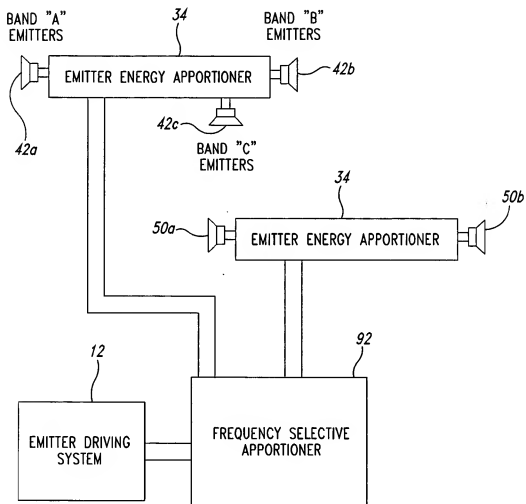 BAND "A"
EMITTERS
34
BAND "B"
EMITTERS
EMITTER ENERGY APPORTIONER
42a
42b
42c
BAND "C"
EMITTERS
34
50a
50b
EMITTER ENERGY APPORTIONER
12
92
EMITTER DRIVING
SYSTEM
FREQUENCY SELECTIVE
APPORTIONER